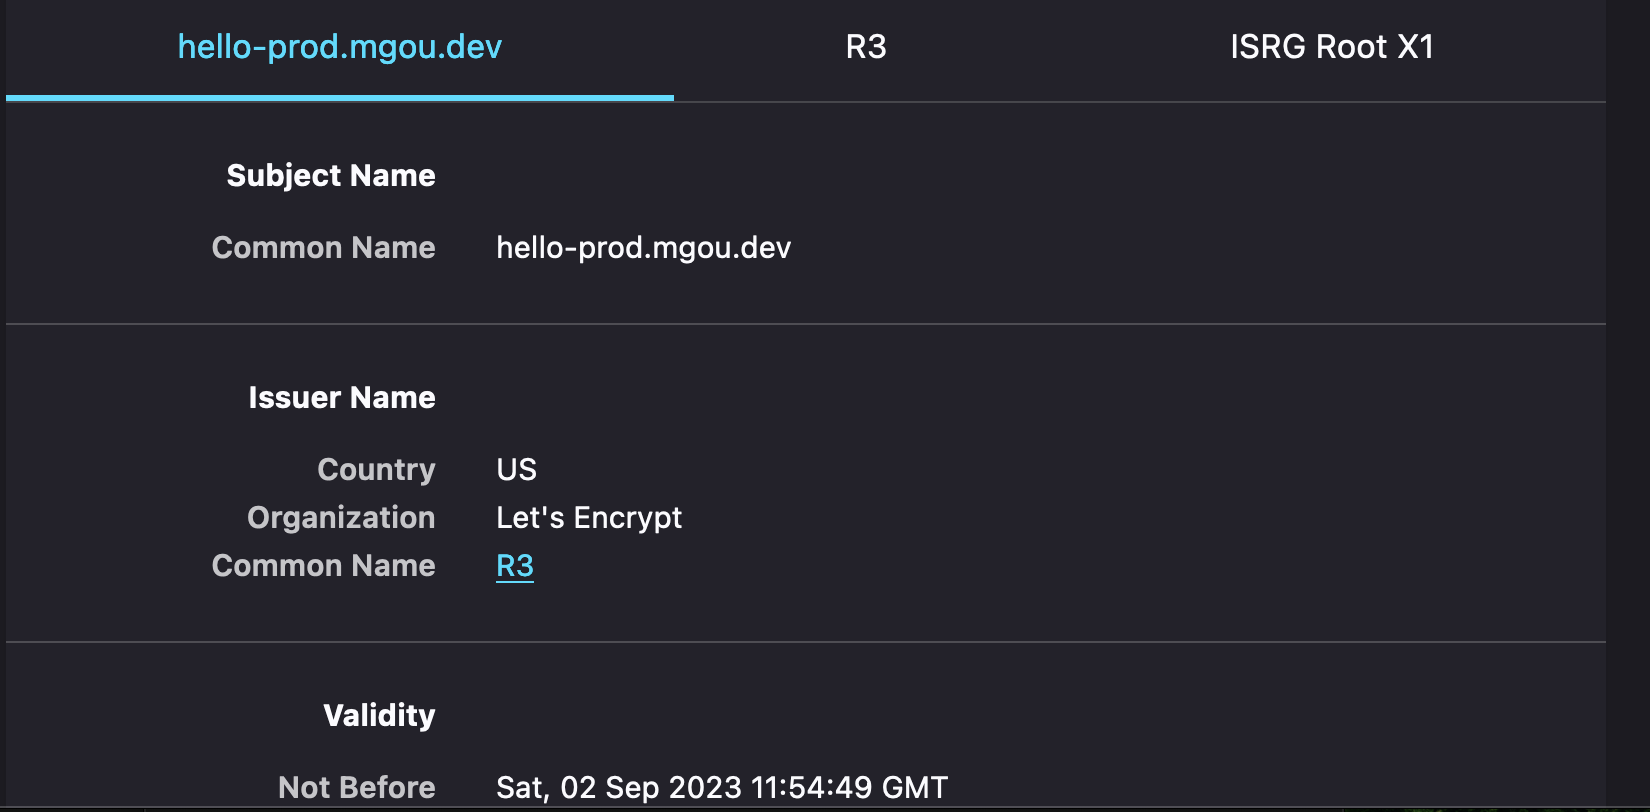 hello-prod.mgou.dev R3 ISRG Root X1
Subject Name
Common Name hello-prod.mgou.dev
Issuer Name
Country US
Organization Let's Encrypt
Common Name R3
Validity
Not Before Sat, 02 Sep 2023 11:54:49 GMT